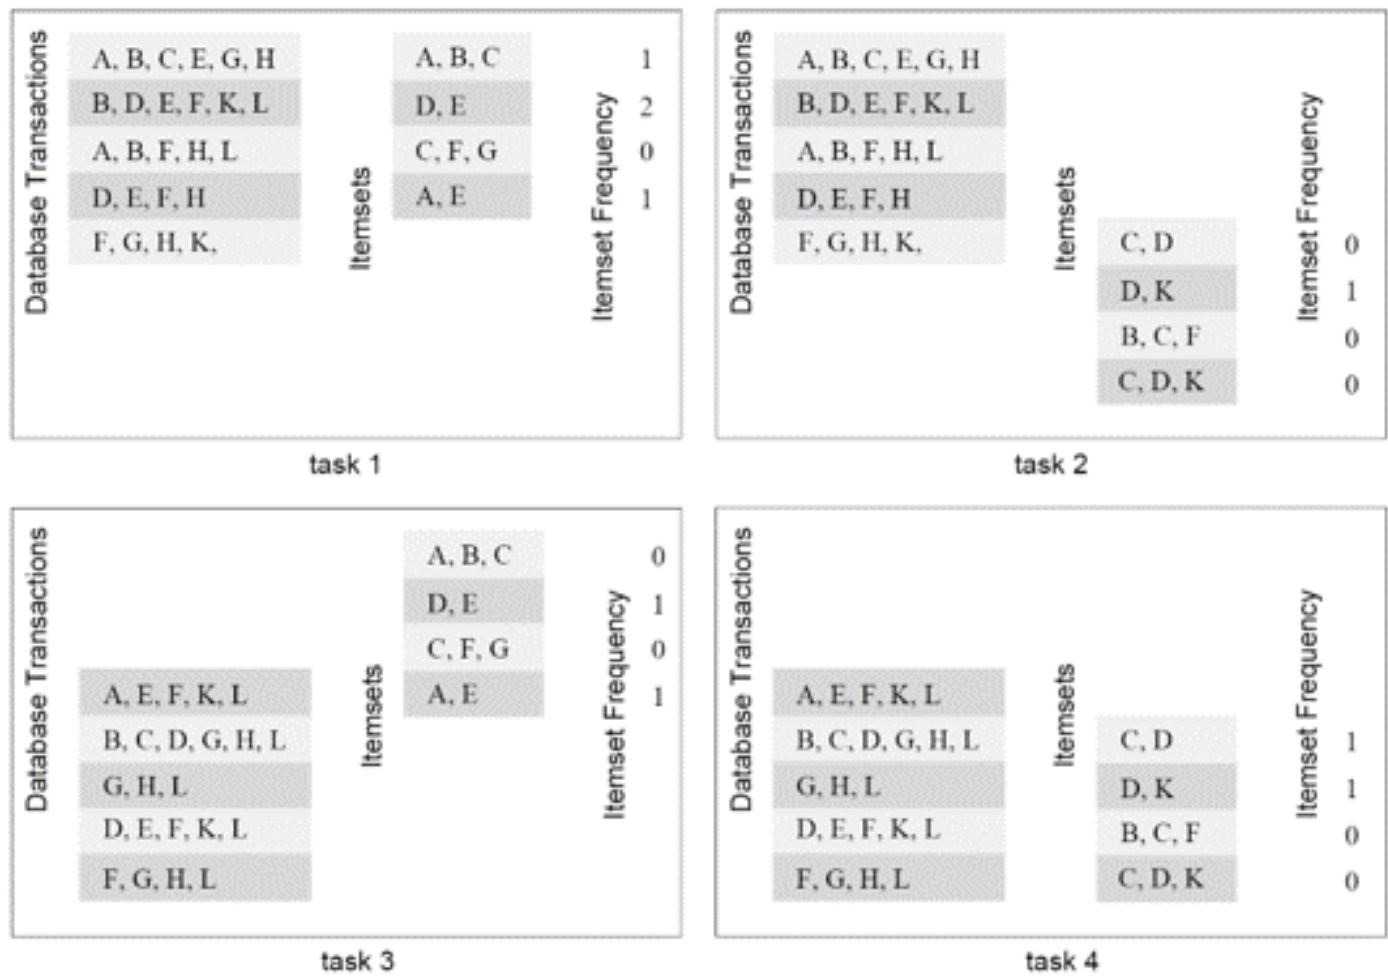 Database Transactions
A, B, C, E, G, H
B, D, E, F, K, L
A, B, F, H, L
D, E, F, H
F, G, H, K,
Itemsets
A, B, C
D, E
C, F, G
A, E
Itemset Frequency
1
2
0
1
task 1
Database Transactions
A, B, C, E, G, H
B, D, E, F, K, L
A, B, F, H, L
D, E, F, H
F, G, H, K,
Itemsets
C, D
D, K
B, C, F
C, D, K
Itemset Frequency
0
1
0
0
task 2
Database Transactions
A, E, F, K, L
B, C, D, G, H, L
G, H, L
D, E, F, K, L
F, G, H, L
Itemsets
A, B, C
D, E
C, F, G
A, E
Itemset Frequency
0
1
0
1
task 3
Database Transactions
A, E, F, K, L
B, C, D, G, H, L
G, H, L
D, E, F, K, L
F, G, H, L
Itemsets
C, D
D, K
B, C, F
C, D, K
Itemset Frequency
1
1
0
0
task 4